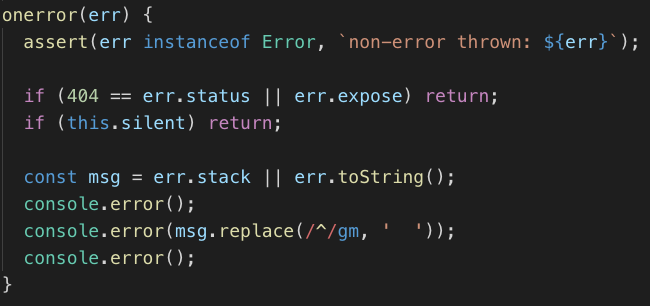 onerror(err) {
  assert(err instanceof Error, `non-error thrown: ${err}`);

  if (404 == err.status || err.expose) return;
  if (this.silent) return;

  const msg = err.stack || err.toString();
  console.error();
  console.error(msg.replace(/^/gm, '  '));
  console.error();
}